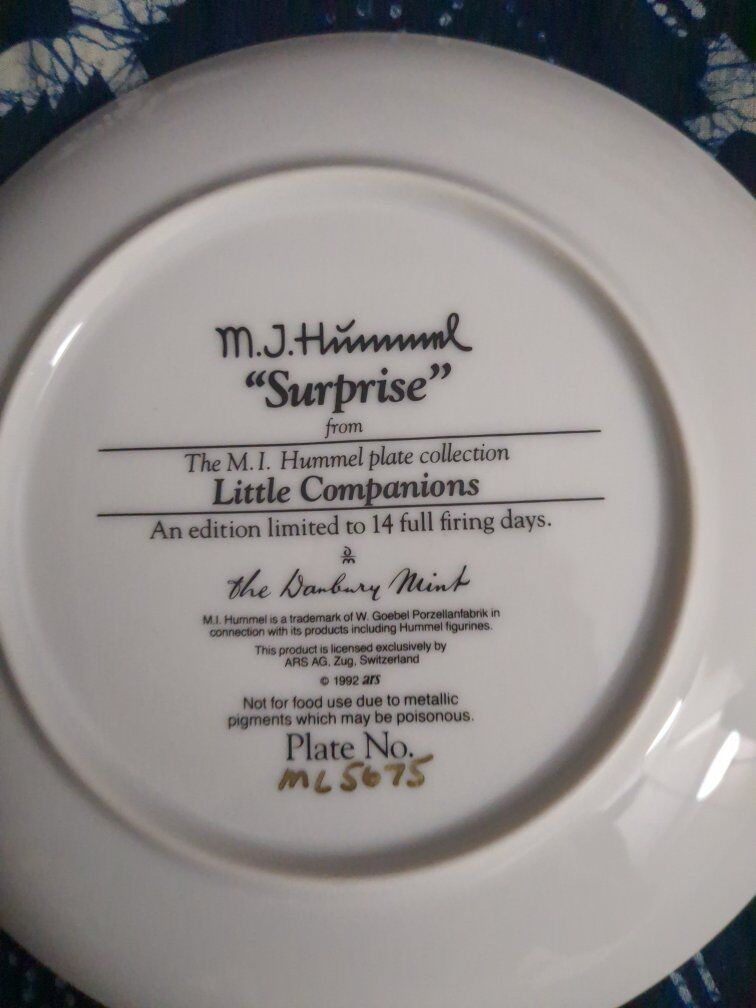 M.J.Hummel
“Surprise”
from
The M.I. Hummel plate collection
Little Companions
An edition limited to 14 full firing days.
the Danbury Mint
M.I. Hummel is a trademark of W. Goebel Porzellanfabrik in
connection with its products including Hummel figurines.
This product is licensed exclusively by
ARS AG, Zug, Switzerland
© 1992 ars
Not for food use due to metallic
pigments which may be poisonous.
Plate No.
ML5675